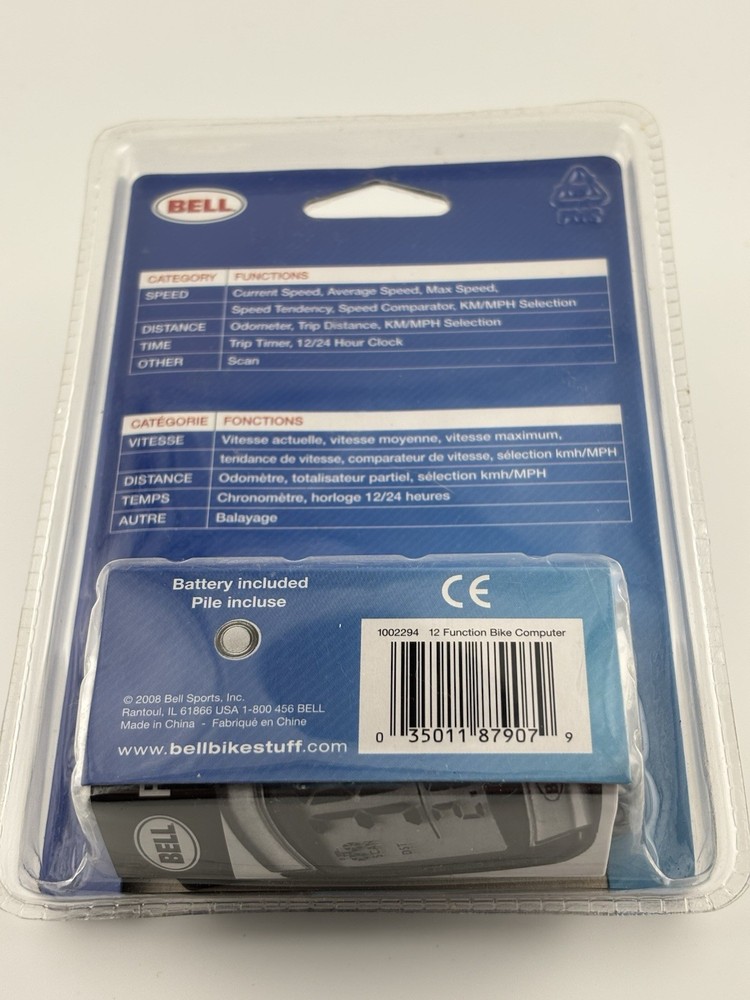 BELL
CATEGORY FUNCTIONS
SPEED Current Speed, Average Speed, Max Speed,
Speed Tendency, Speed Comparator, KM/MPH Selection
DISTANCE Odometer, Trip Distance, KM/MPH Selection
TIME Trip Timer, 12/24 Hour Clock
OTHER Scan
CATÉGORIE FONCTIONS
VITESSE Vitesse actuelle, vitesse moyenne, vitesse maximum,
tendance de vitesse, comparateur de vitesse, sélection kmh/MPH
DISTANCE Odomètre, totalisateur partiel, sélection kmh/MPH
TEMPS Chronomètre, horloge 12/24 heures
AUTRE Balayage
Battery included
Pile incluse
CE
1002294 12 Function Bike Computer
0 35011 87907 9
© 2008 Bell Sports, Inc.
Rantoul, IL 61866 USA 1-800 456 BELL
Made in China - Fabriqué en Chine
www.bellbikestuff.com
BELL